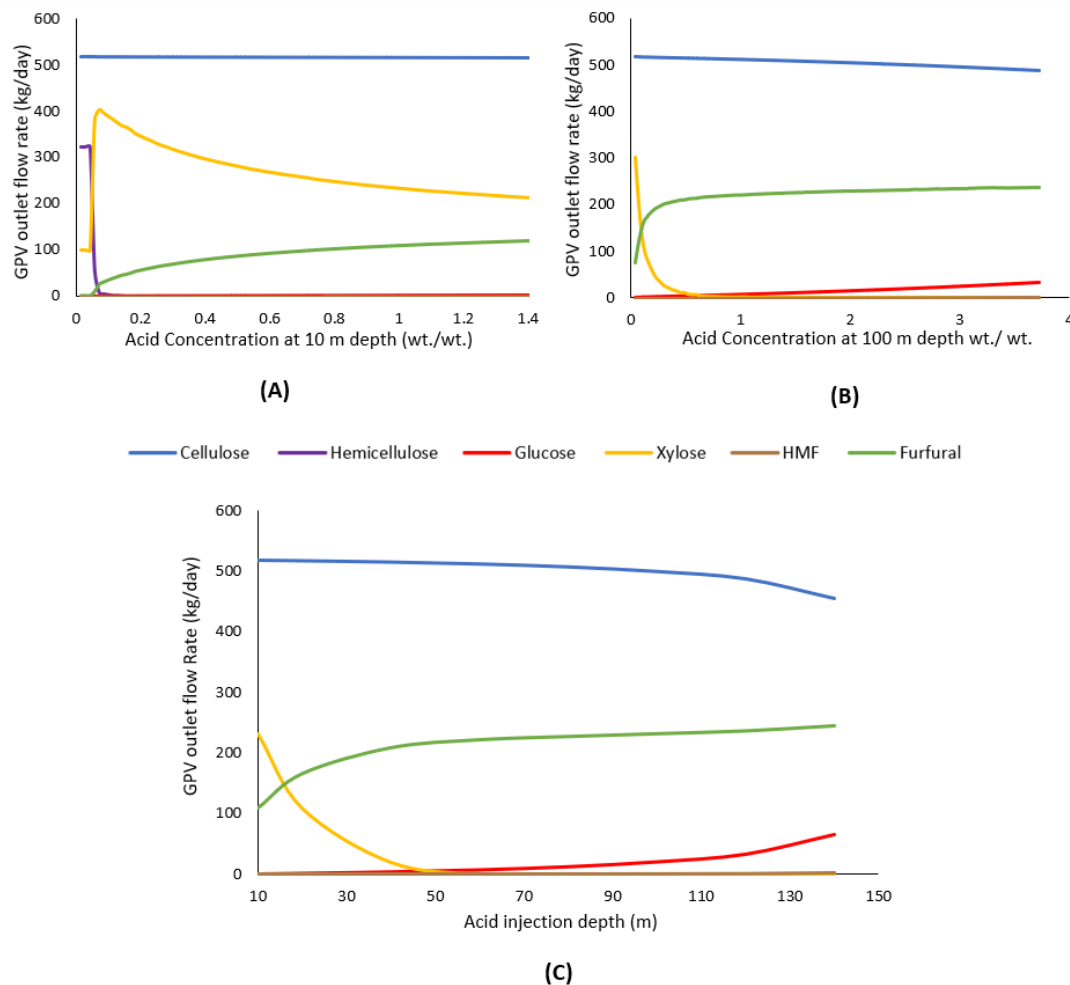 600
500
400
300
200
100
0
GPV outlet flow rate (kg/day)
0 0.2 0.4 0.6 0.8 1 1.2 1.4
Acid Concentration at 10 m depth (wt./wt.)
(A)
600
500
400
300
200
100
0
GPV outlet flow rate (kg/day)
0 1 2 3 4
Acid Concentration at 100 m depth wt./ wt.
(B)
Cellulose Hemicellulose Glucose Xylose HMF Furfural
600
500
400
300
200
100
0
GPV outlet flow Rate (kg/day)
10 30 50 70 90 110 130 150
Acid injection depth (m)
(C)